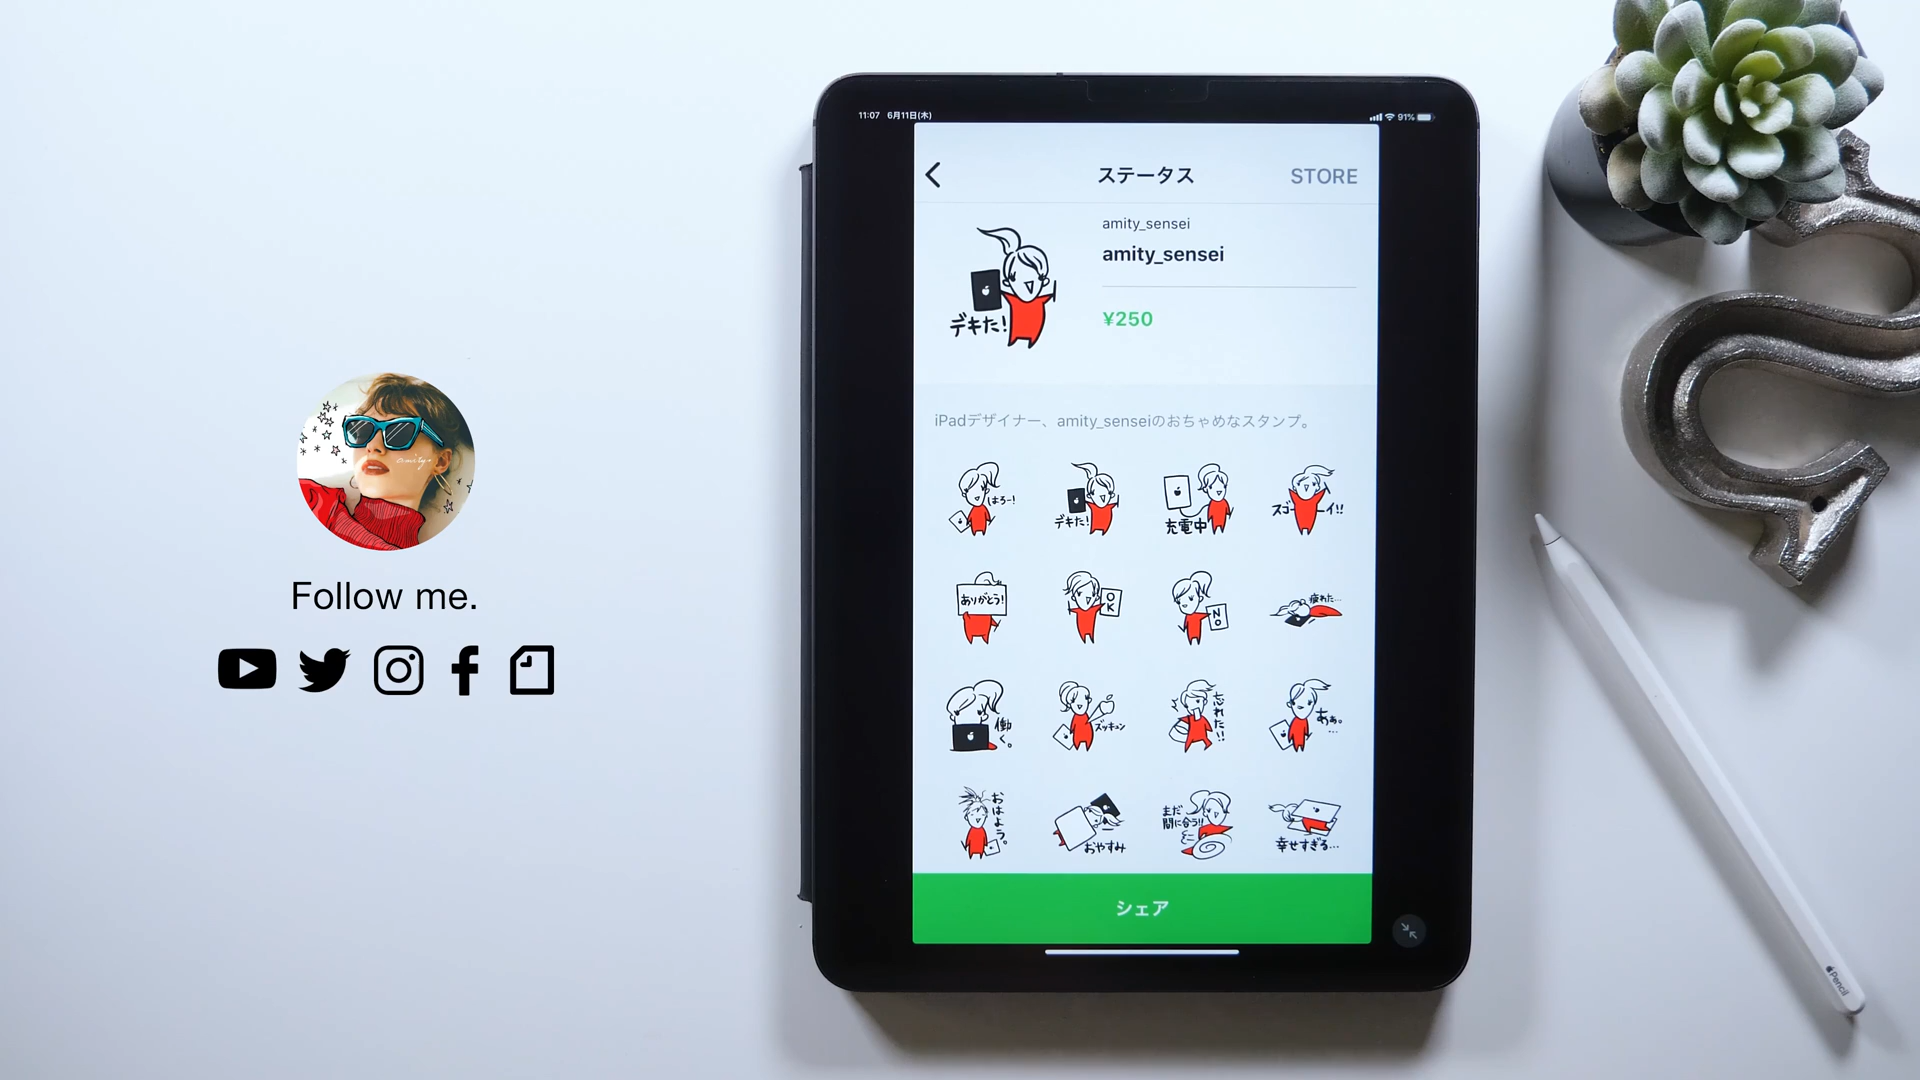 11:07 6月11日(木)
91%
ステータス
STORE
amity_sensei
amity_sensei
¥250
デキた!
iPadデザイナー、amity_senseiのおちゃめなスタンプ。
はろー!
デキた!
充電中
スゴーイ!!
ありがとう!
OK
NO
疲れた…
働く。
ズッキュン
忘れた!!
あぁ。…
おはよう。
おやすみ
まだ間に合う!!
幸せすぎる…
シェア
amity
Follow me.
Pencil